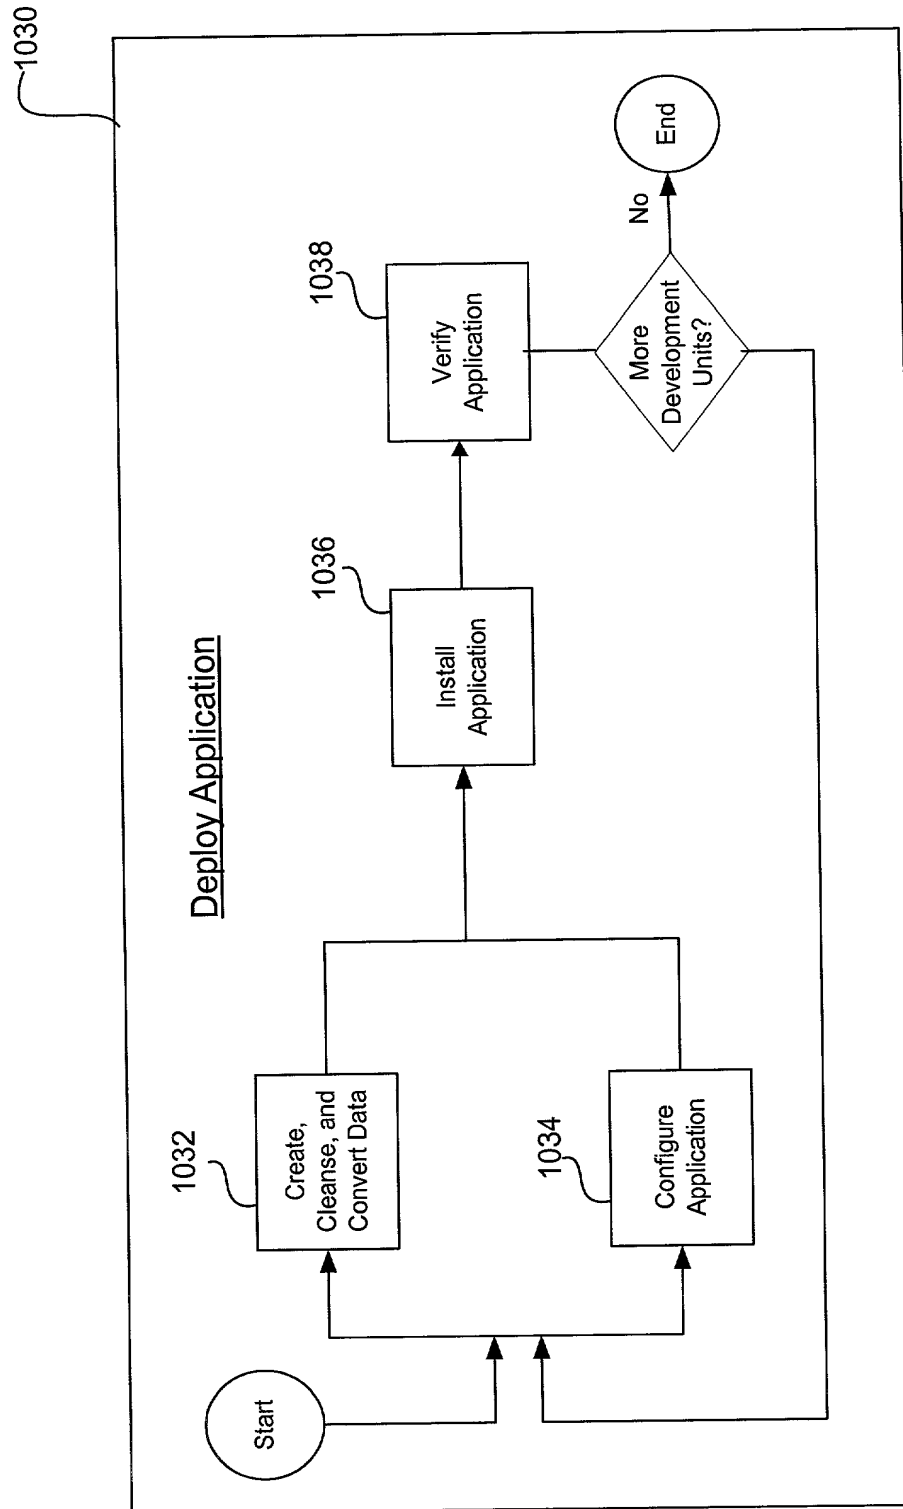 1030
Deploy Application
Start
1032
Create,
Cleanse, and
Convert Data
1034
Configure
Application
1036
Install
Application
1038
Verify
Application
More
Development
Units?
No
End